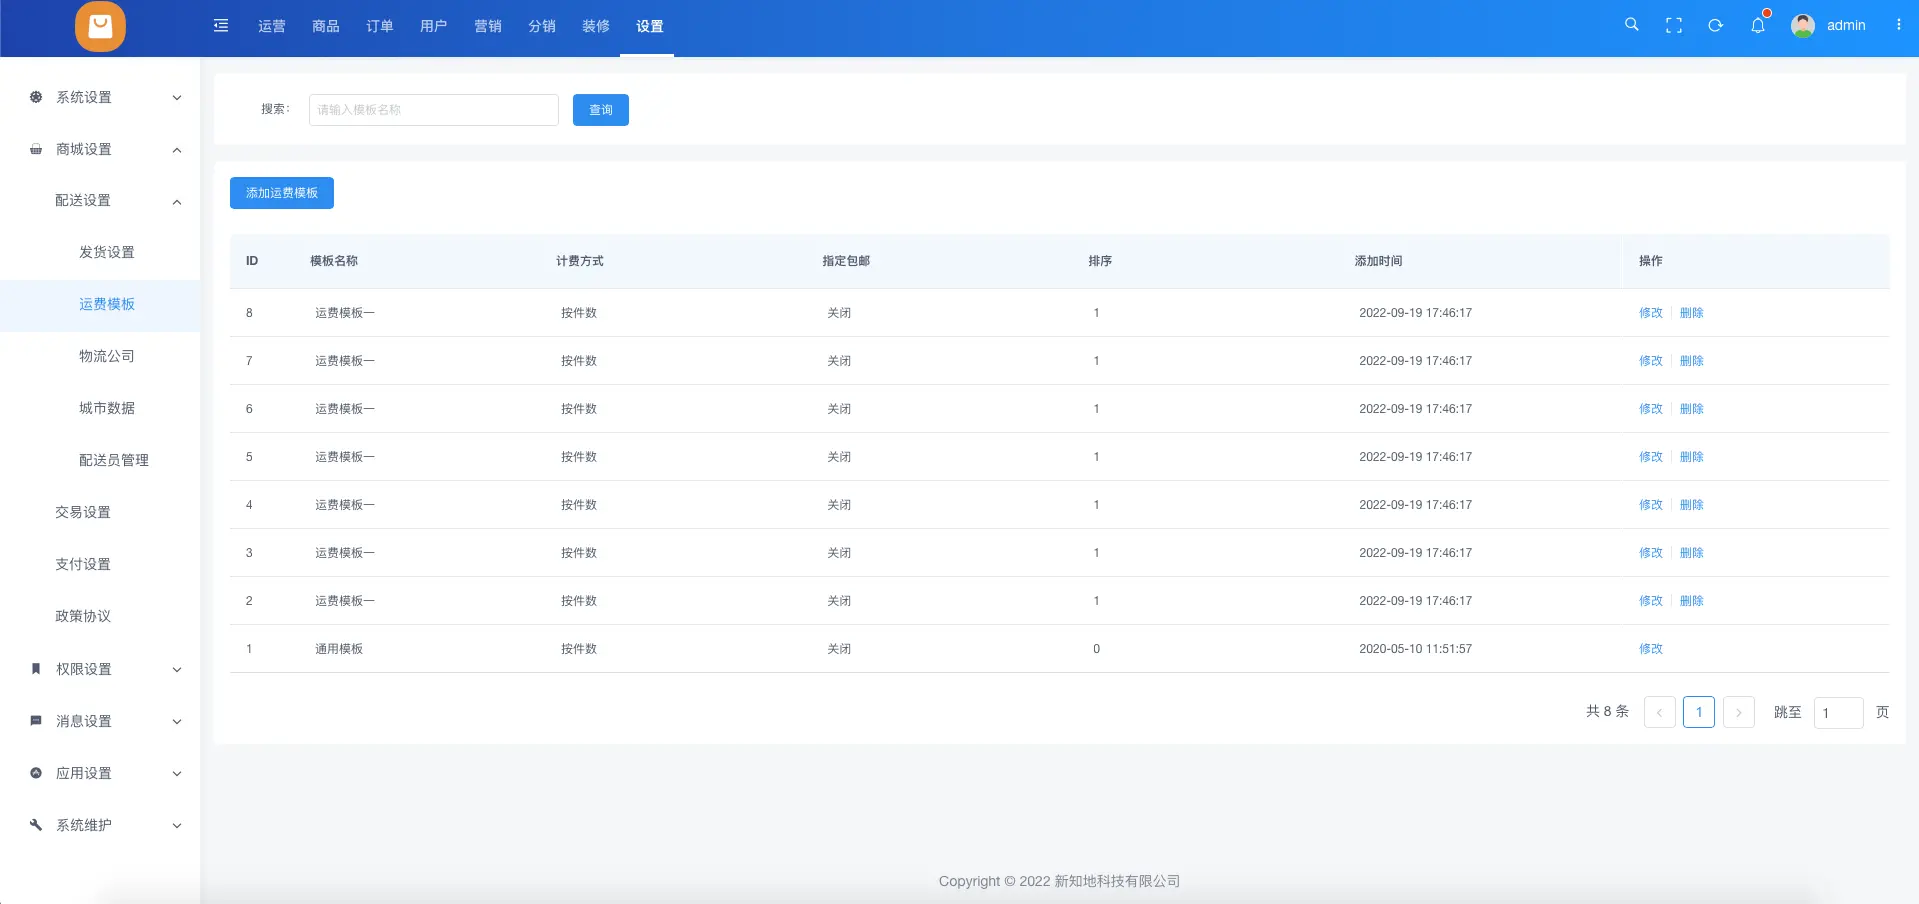 运营 商品 订单 用户 营销 分销 装修 设置 admin
系统设置
商城设置
配送设置
发货设置
运费模板
物流公司
城市数据
配送员管理
交易设置
支付设置
政策协议
权限设置
消息设置
应用设置
系统维护
搜索： 请输入模板名称 查询
添加运费模板
ID 模板名称 计费方式 指定包邮 排序 添加时间 操作
8 运费模板一 按件数 关闭 1 2022-09-19 17:46:17 修改 删除
7 运费模板一 按件数 关闭 1 2022-09-19 17:46:17 修改 删除
6 运费模板一 按件数 关闭 1 2022-09-19 17:46:17 修改 删除
5 运费模板一 按件数 关闭 1 2022-09-19 17:46:17 修改 删除
4 运费模板一 按件数 关闭 1 2022-09-19 17:46:17 修改 删除
3 运费模板一 按件数 关闭 1 2022-09-19 17:46:17 修改 删除
2 运费模板一 按件数 关闭 1 2022-09-19 17:46:17 修改 删除
1 通用模板 按件数 关闭 0 2020-05-10 11:51:57 修改
共 8 条 1 跳至 1 页
Copyright © 2022 新知地科技有限公司